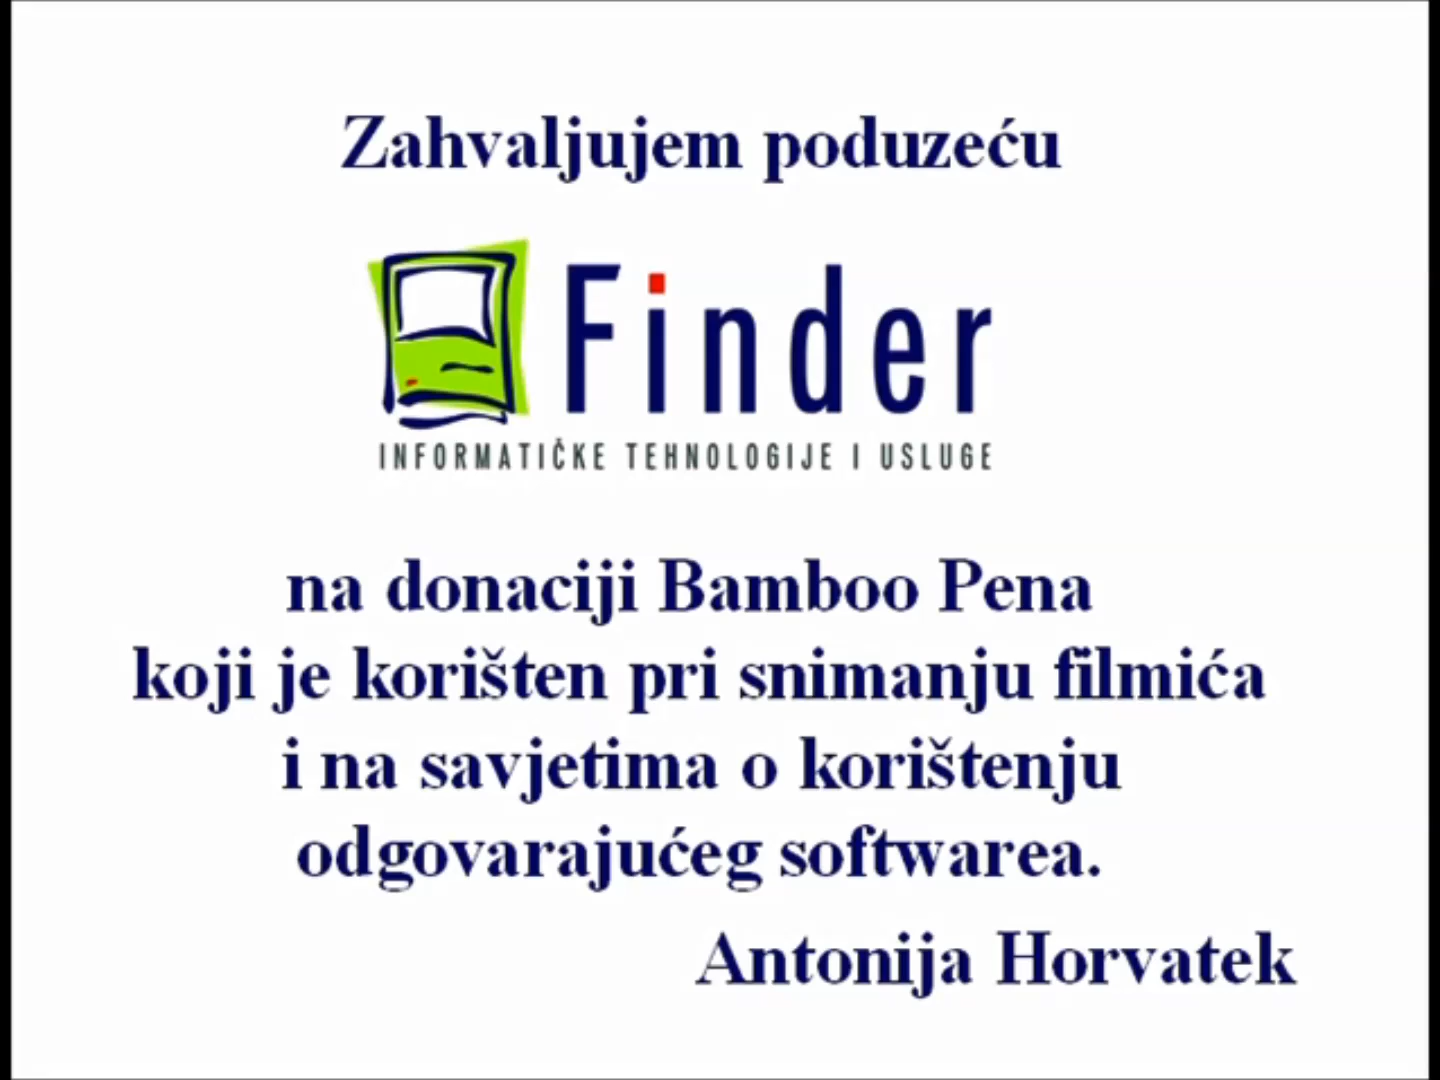 Zahvaljujem poduzeću
Finder
INFORMATIČKE TEHNOLOGIJE I USLUGE
na donaciji Bamboo Pena
koji je korišten pri snimanju filmića
i na savjetima o korištenju
odgovarajućeg softwarea.
Antonija Horvatek